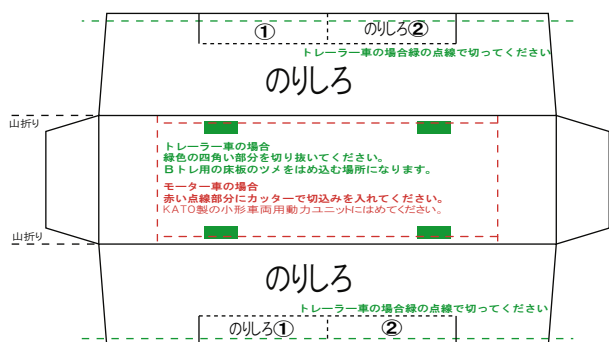 ① のりしろ②
トレーラー車の場合緑の点線で切ってください
のりしろ
山折り
トレーラー車の場合
緑色の四角い部分を切り抜いてください。
Bトレ用の床板のツメをはめ込む場所になります。
モーター車の場合
赤い点線部分にカッターで切込みを入れてください。
KATO製の小形車両用動力ユニットにはめてください。
山折り
のりしろ
トレーラー車の場合緑の点線で切ってください
のりしろ① ②